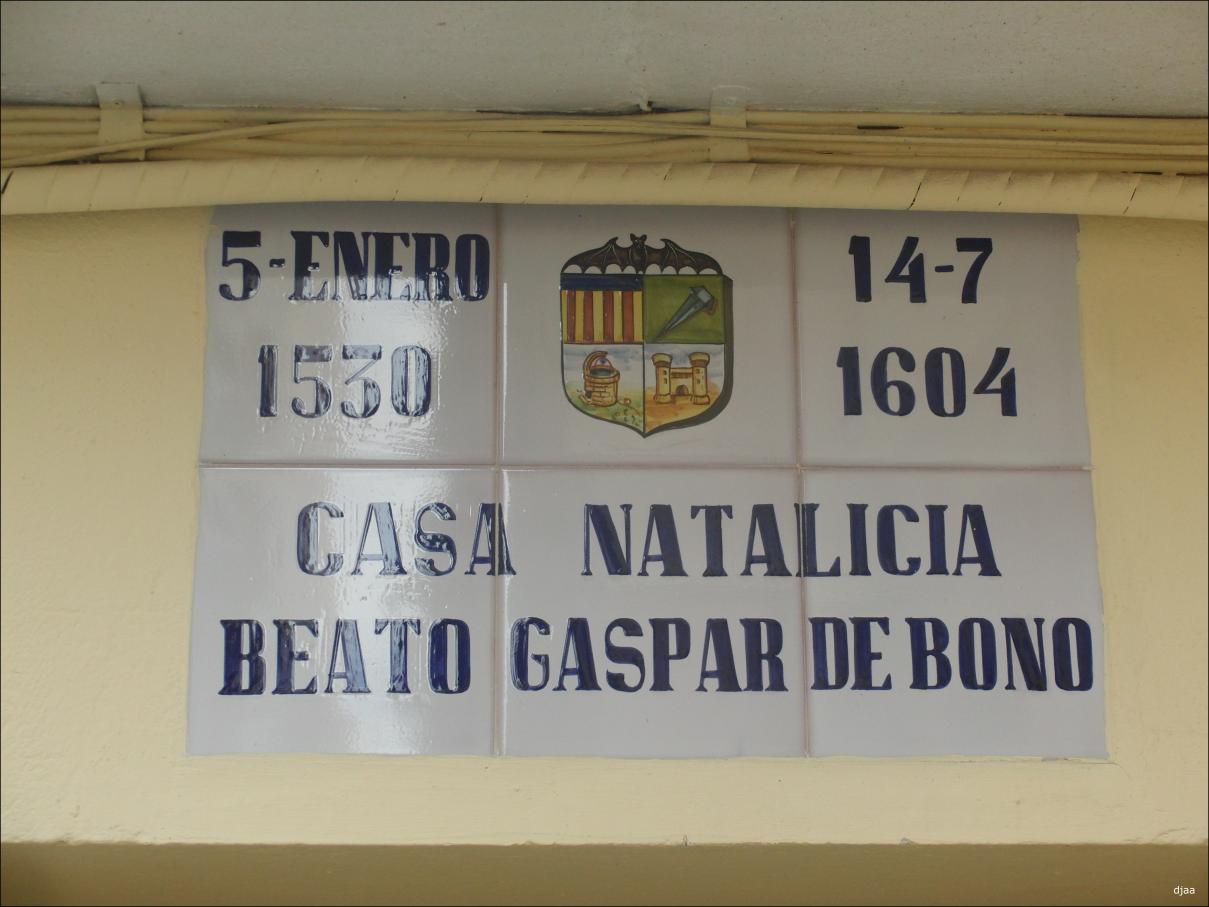 5-ENERO
1530
14-7
1604
CASA NATALICIA
BEATO GASPAR DE BONO
djaa